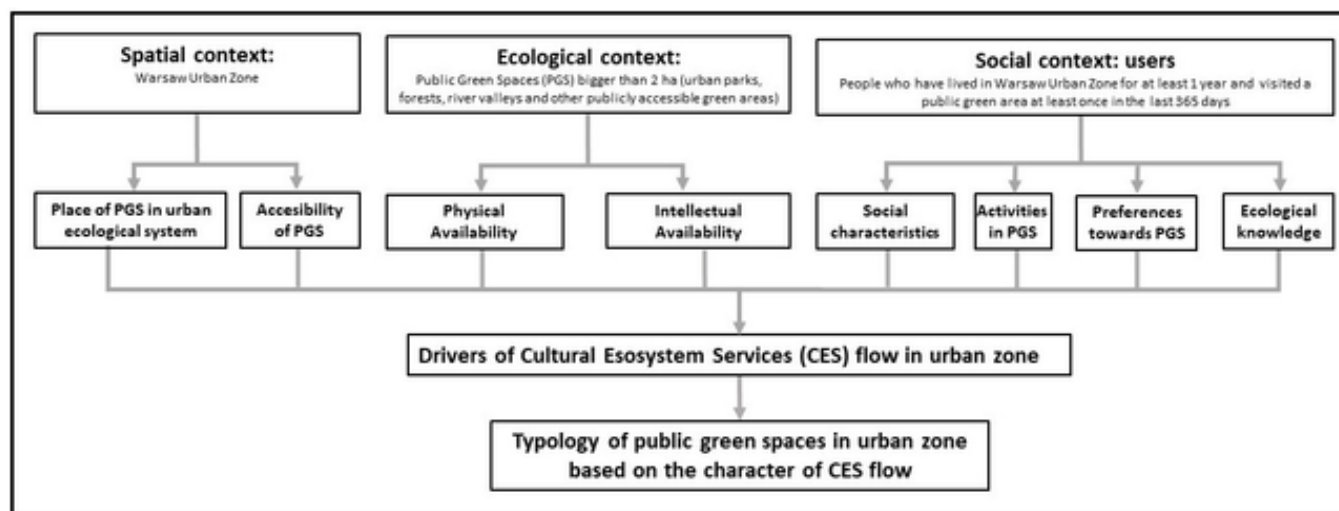 Spatial context:
Warsaw Urban Zone
Ecological context:
Public Green Spaces (PGS) bigger than 2 ha (urban parks,
forests, river valleys and other publicly accessible green areas)
Social context: users
People who have lived in Warsaw Urban Zone for at least 1 year and visited a
public green area at least once in the last 365 days
Place of PGS in urban
ecological system
Accesibility
of PGS
Physical
Availability
Intellectual
Availability
Social
characteristics
Activities
in PGS
Preferences
towards PGS
Ecological
knowledge
Drivers of Cultural Esosystem Services (CES) flow in urban zone
Typology of public green spaces in urban zone
based on the character of CES flow